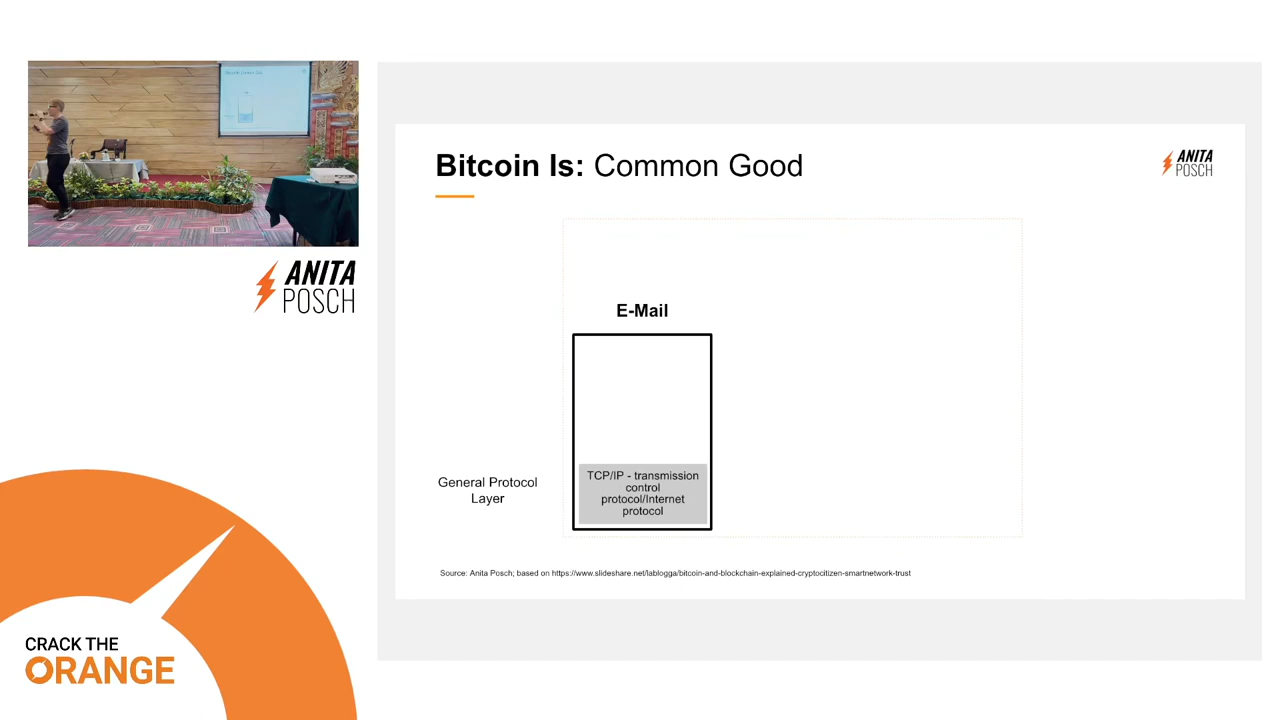 ANITA
POSCH
CRACK THE
ORANGE
Bitcoin Is: Common Good
ANITA
POSCH
E-Mail
General Protocol
Layer
TCP/IP - transmission
control
protocol/Internet
protocol
Source: Anita Posch; based on https://www.slideshare.net/lablogga/bitcoin-and-blockchain-explained-cryptocitizen-smartnetwork-trust